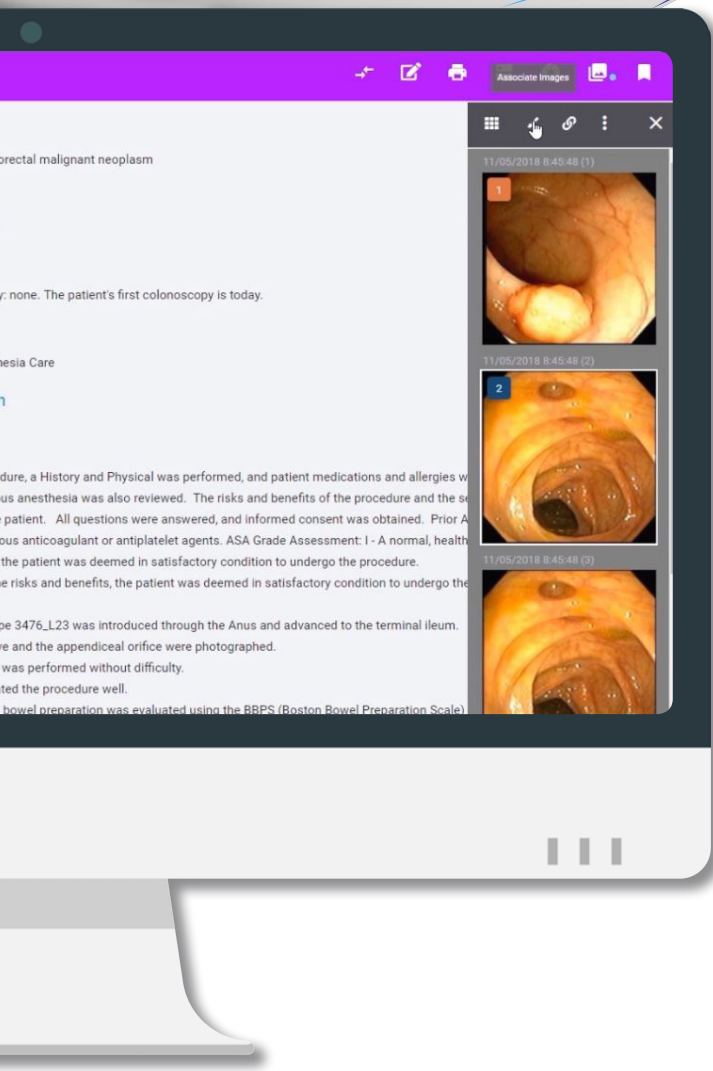 Associate Images
orectal malignant neoplasm
11/05/2018 8:45:48 (1)
1
y: none. The patient's first colonoscopy is today.
nesia Care
11/05/2018 8:45:48 (2)
2
n
dure, a History and Physical was performed, and patient medications and allergies w
ous anesthesia was also reviewed. The risks and benefits of the procedure and the se
e patient. All questions were answered, and informed consent was obtained. Prior A
ous anticoagulant or antiplatelet agents. ASA Grade Assessment: I - A normal, health
the patient was deemed in satisfactory condition to undergo the procedure.
11/05/2018 8:45:48 (3)
e risks and benefits, the patient was deemed in satisfactory condition to undergo the
pe 3476_L23 was introduced through the Anus and advanced to the terminal ileum.
ve and the appendiceal orifice were photographed.
was performed without difficulty.
ated the procedure well.
bowel preparation was evaluated using the BBPS (Boston Bowel Preparation Scale)